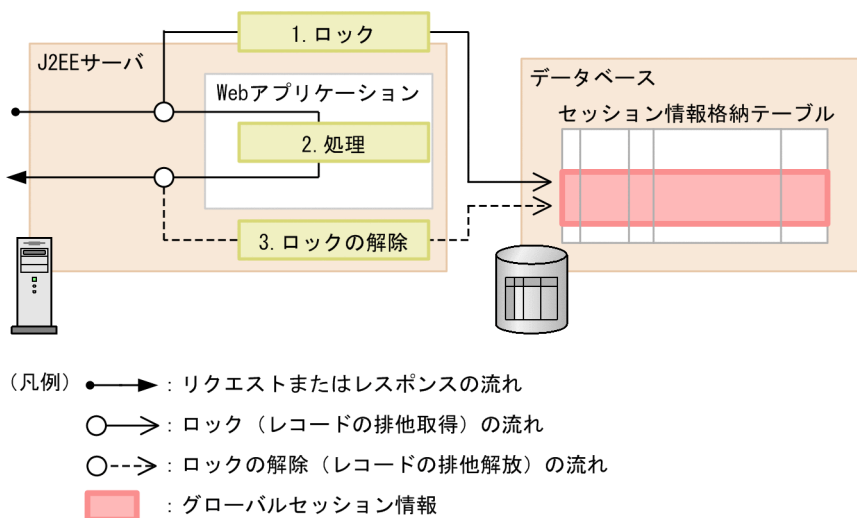 1. ロック
J2EEサーバ
Webアプリケーション
2. 処理
3. ロックの解除
データベース
セッション情報格納テーブル
（凡例）
：リクエストまたはレスポンスの流れ
：ロック（レコードの排他取得）の流れ
：ロックの解除（レコードの排他解放）の流れ
：グローバルセッション情報